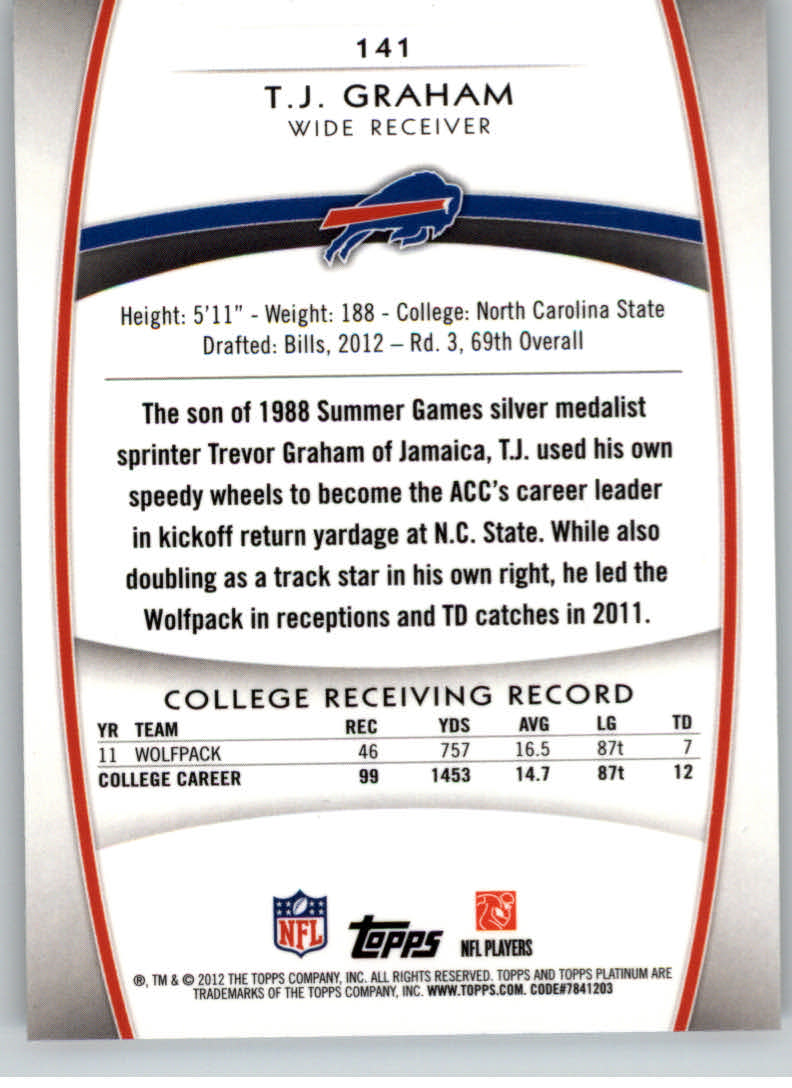 141
T.J. GRAHAM
WIDE RECEIVER
Height: 5'11" - Weight: 188 - College: North Carolina State
Drafted: Bills, 2012 – Rd. 3, 69th Overall
The son of 1988 Summer Games silver medalist
sprinter Trevor Graham of Jamaica, T.J. used his own
speedy wheels to become the ACC's career leader
in kickoff return yardage at N.C. State. While also
doubling as a track star in his own right, he led the
Wolfpack in receptions and TD catches in 2011.
COLLEGE RECEIVING RECORD
YR TEAM REC YDS AVG LG TD
11 WOLFPACK 46 757 16.5 87t 7
COLLEGE CAREER 99 1453 14.7 87t 12
NFL TOPPS NFL PLAYERS
®, TM & © 2012 THE TOPPS COMPANY, INC. ALL RIGHTS RESERVED. TOPPS AND TOPPS PLATINUM ARE
TRADEMARKS OF THE TOPPS COMPANY, INC. WWW.TOPPS.COM. CODE#7841203